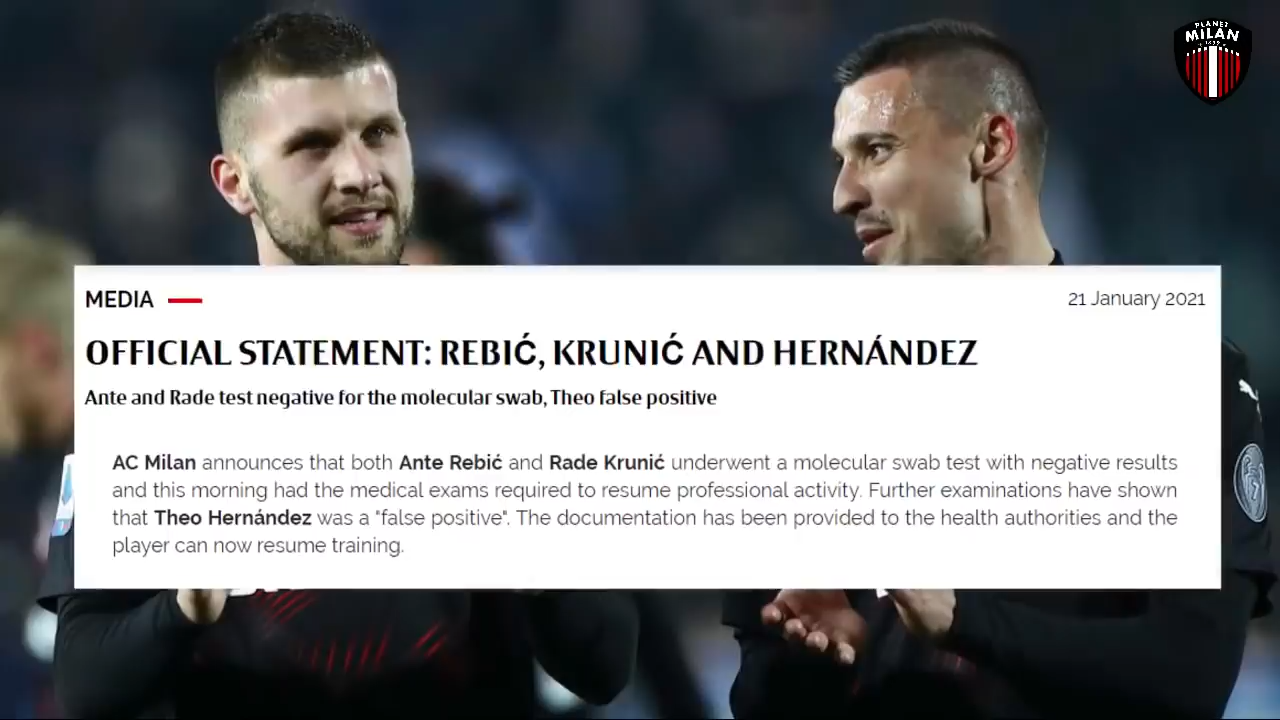 PLANET
MILAN
1899
MEDIA
21 January 2021
OFFICIAL STATEMENT: REBIĆ, KRUNIĆ AND HERNÁNDEZ
Ante and Rade test negative for the molecular swab, Theo false positive
AC Milan announces that both Ante Rebić and Rade Krunić underwent a molecular swab test with negative results
and this morning had the medical exams required to resume professional activity. Further examinations have shown
that Theo Hernández was a "false positive". The documentation has been provided to the health authorities and the
player can now resume training.